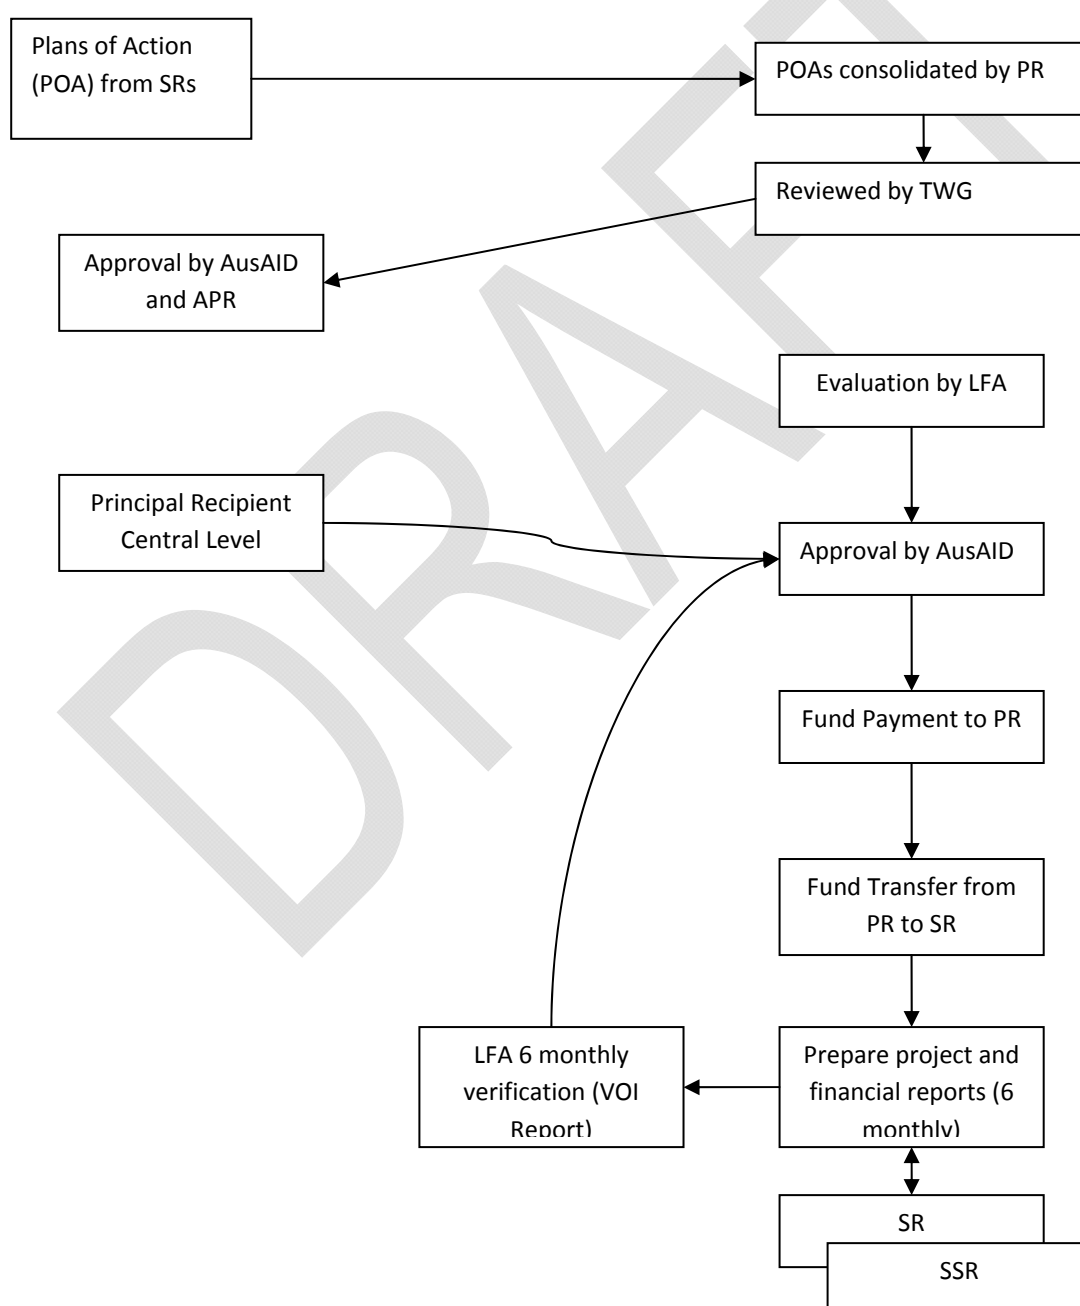 Plans of Action
(POA) from SRs
POAs consolidated by PR
Reviewed by TWG
Approval by AusAID
and APR
Evaluation by LFA
Principal Recipient
Central Level
Approval by AusAID
Fund Payment to PR
Fund Transfer from
PR to SR
LFA 6 monthly
verification (VOI
Report)
Prepare project and
financial reports (6
monthly)
SR
SSR
DRAFT